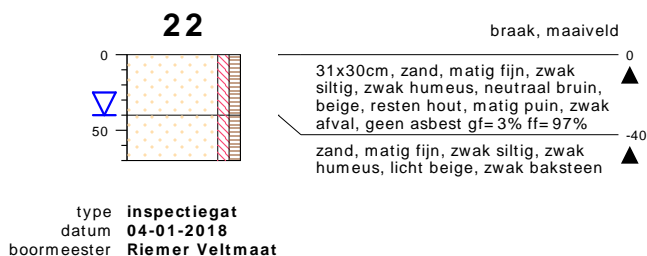 22
braak, maaiveld
0
0
31x30cm, zand, matig fijn, zwak
siltig, zwak humeus, neutraal bruin,
beige, resten hout, matig puin, zwak
afval, geen asbest gf=3% ff=97%
50
-40
zand, matig fijn, zwak siltig, zwak
humeus, licht beige, zwak baksteen
type inspectiegat
datum 04-01-2018
boormeester Riemer Veltmaat